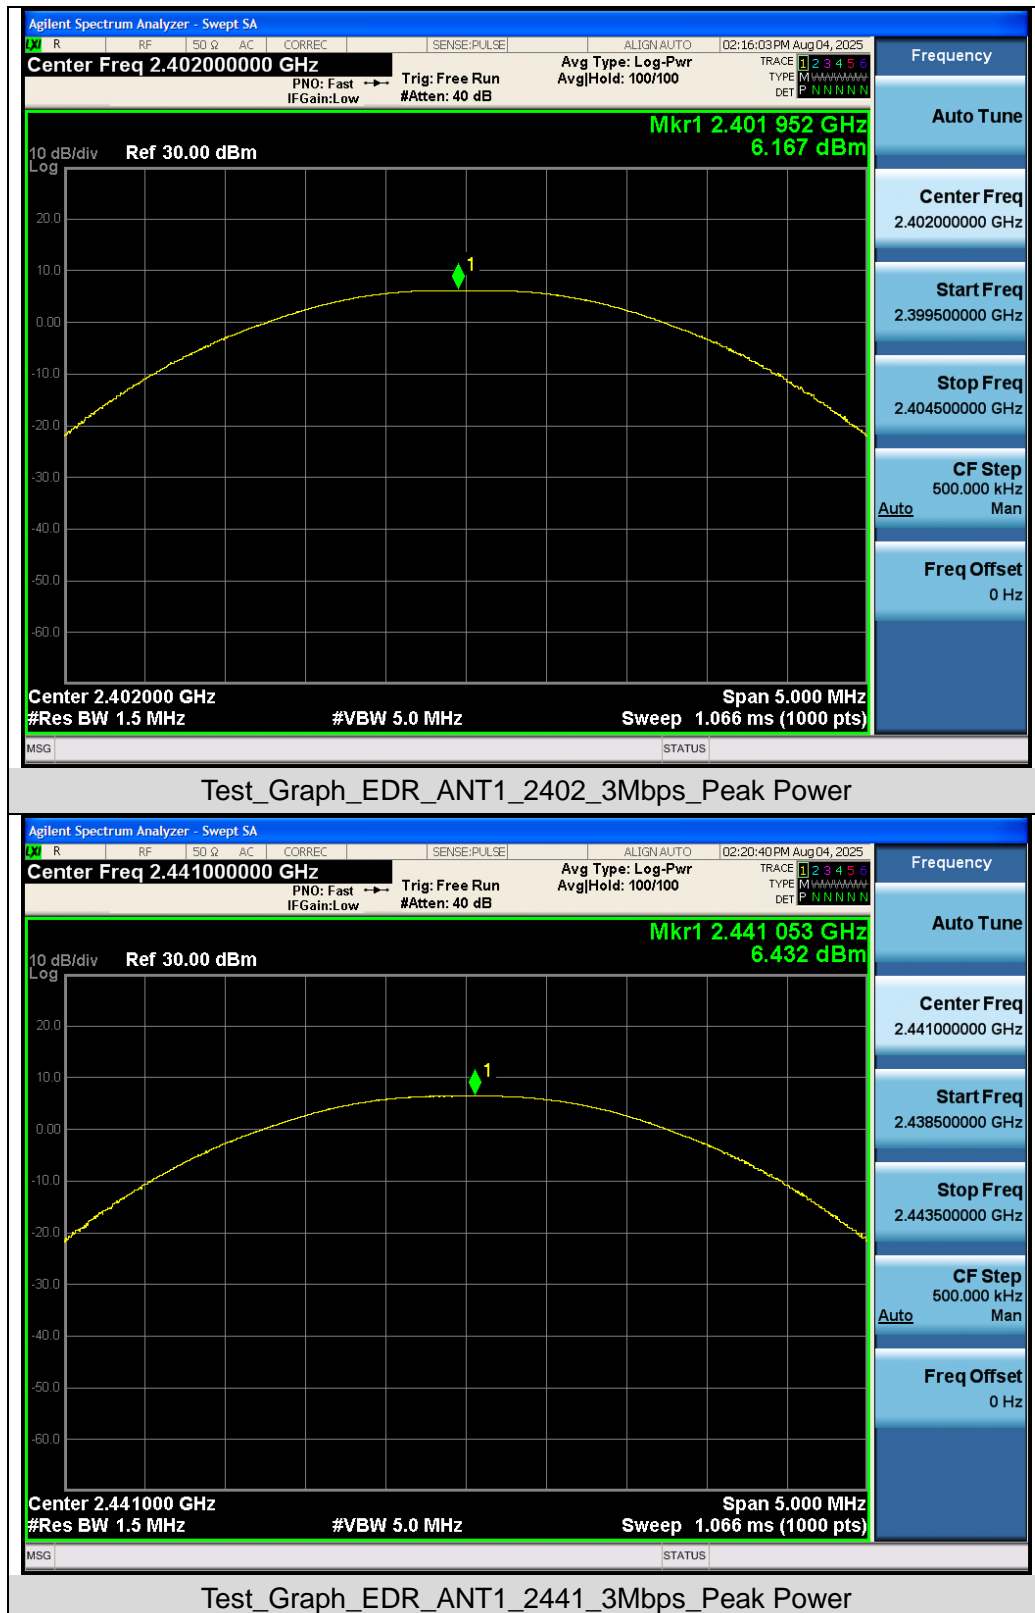 Agilent Spectrum Analyzer - Swept SA
LXI R RF 50 Ω AC CORREC SENSE:PULSE ALIGN AUTO 02:16:03 PM Aug 04, 2025
Center Freq 2.402000000 GHz
PNO: Fast
IFGain:Low
Trig: Free Run
#Atten: 40 dB
Avg Type: Log-Pwr
Avg|Hold: 100/100
TRACE 1 2 3 4 5 6
TYPE M
DET P N N N N N
Mkr1 2.401 952 GHz
6.167 dBm
10 dB/div Ref 30.00 dBm
Log
20.0
10.0
0.00
-10.0
-20.0
-30.0
-40.0
-50.0
-60.0
1
Center 2.402000 GHz Span 5.000 MHz
#Res BW 1.5 MHz #VBW 5.0 MHz Sweep 1.066 ms (1000 pts)
MSG STATUS
Frequency
Auto Tune
Center Freq
2.402000000 GHz
Start Freq
2.399500000 GHz
Stop Freq
2.404500000 GHz
CF Step
500.000 kHz
Auto Man
Freq Offset
0 Hz
Test_Graph_EDR_ANT1_2402_3Mbps_Peak Power
Agilent Spectrum Analyzer - Swept SA
LXI R RF 50 Ω AC CORREC SENSE:PULSE ALIGN AUTO 02:20:40 PM Aug 04, 2025
Center Freq 2.441000000 GHz
PNO: Fast
IFGain:Low
Trig: Free Run
#Atten: 40 dB
Avg Type: Log-Pwr
Avg|Hold: 100/100
TRACE 1 2 3 4 5 6
TYPE M
DET P N N N N N
Mkr1 2.441 053 GHz
6.432 dBm
10 dB/div Ref 30.00 dBm
Log
20.0
10.0
0.00
-10.0
-20.0
-30.0
-40.0
-50.0
-60.0
1
Center 2.441000 GHz Span 5.000 MHz
#Res BW 1.5 MHz #VBW 5.0 MHz Sweep 1.066 ms (1000 pts)
MSG STATUS
Frequency
Auto Tune
Center Freq
2.441000000 GHz
Start Freq
2.438500000 GHz
Stop Freq
2.443500000 GHz
CF Step
500.000 kHz
Auto Man
Freq Offset
0 Hz
Test_Graph_EDR_ANT1_2441_3Mbps_Peak Power